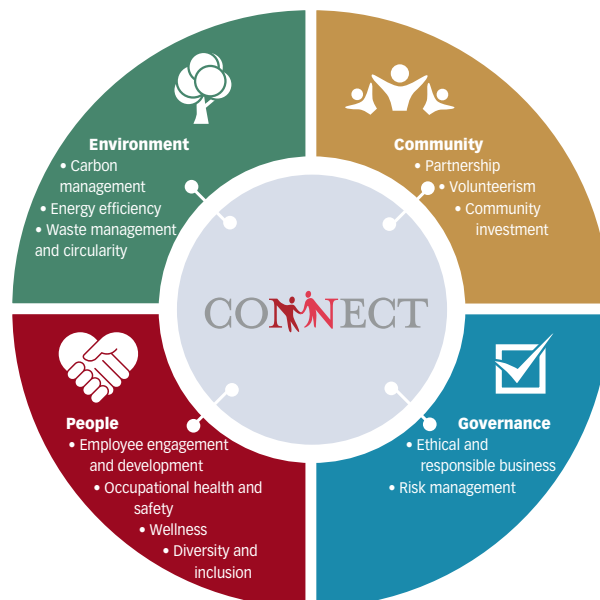 Environment
• Carbon
management
• Energy efficiency
• Waste management
and circularity
Community
• Partnership
• Volunteerism
• Community
investment
CONNECT
People
• Employee engagement
and development
• Occupational health and
safety
• Wellness
• Diversity and
inclusion
Governance
• Ethical and
responsible business
• Risk management